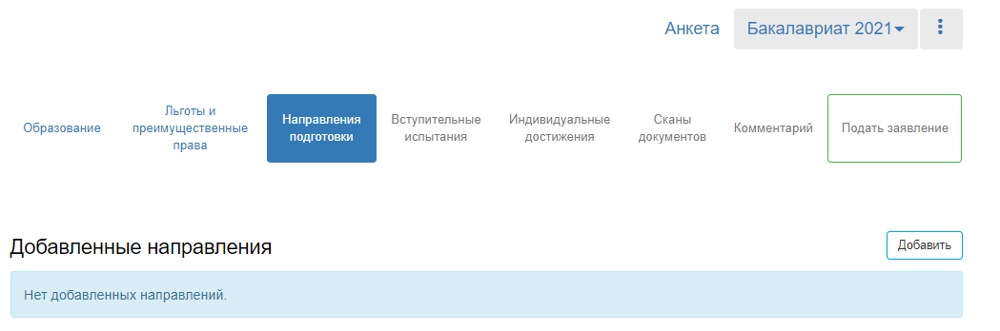 Анкета Бакалавриат 2021
Образование
Льготы и
преимущественные
права
Направления
подготовки
Вступительные
испытания
Индивидуальные
достижения
Сканы
документов
Комментарий
Подать заявление
Добавленные направления
Добавить
Нет добавленных направлений.